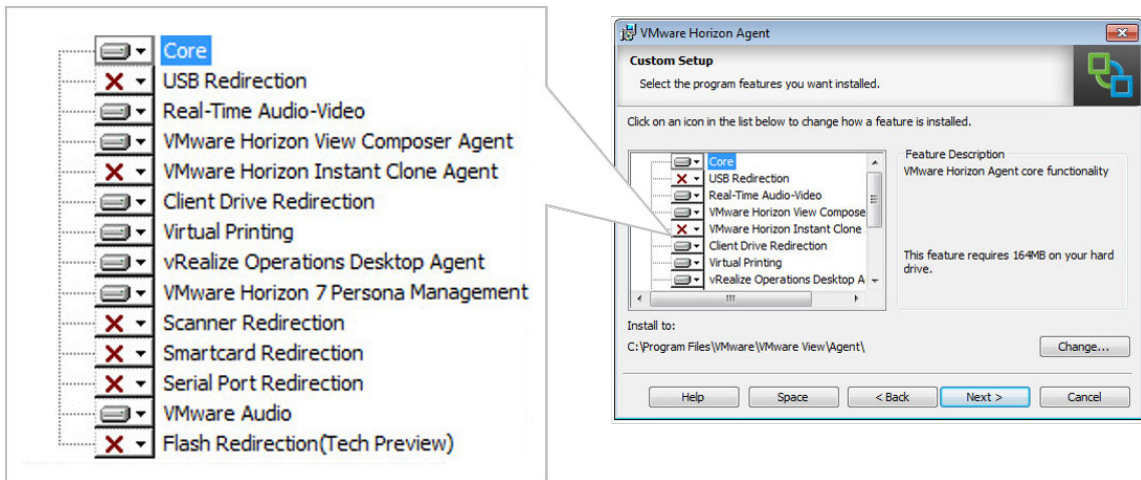 Core
USB Redirection
Real-Time Audio-Video
VMware Horizon View Composer Agent
VMware Horizon Instant Clone Agent
Client Drive Redirection
Virtual Printing
vRealize Operations Desktop Agent
VMware Horizon 7 Persona Management
Scanner Redirection
Smartcard Redirection
Serial Port Redirection
VMware Audio
Flash Redirection(Tech Preview)
VMware Horizon Agent
Custom Setup
Select the program features you want installed.
Click on an icon in the list below to change how a feature is installed.
Core
USB Redirection
Real-Time Audio-Video
VMware Horizon View Compose
VMware Horizon Instant Clone
Client Drive Redirection
Virtual Printing
vRealize Operations Desktop A
Feature Description
VMware Horizon Agent core functionality
This feature requires 164MB on your hard
drive.
Install to:
C:\Program Files\VMware\VMware View\Agent\
Change...
Help
Space
< Back
Next >
Cancel